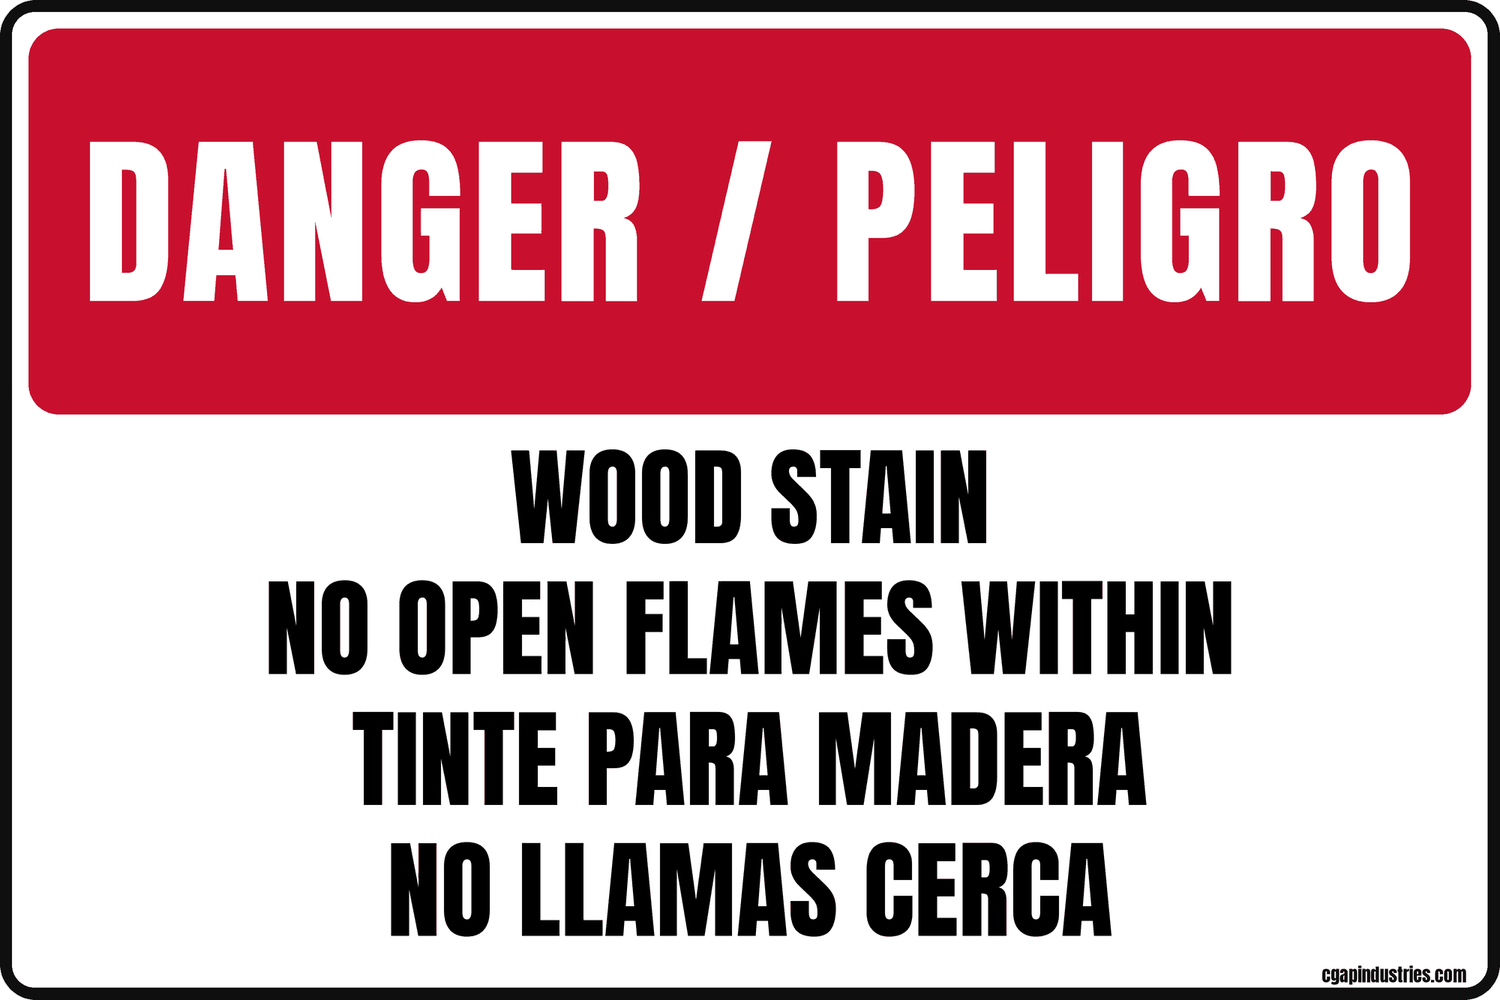 DANGER / PELIGRO
WOOD STAIN
NO OPEN FLAMES WITHIN
TINTE PARA MADERA
NO LLAMAS CERCA
cgapindustries.com